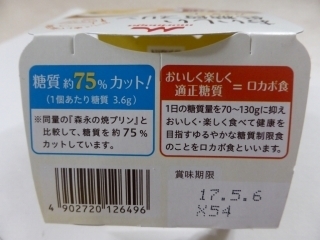 糖質 約75%カット!
(1個あたり糖質 3.6g)
※同量の『森永の焼プリン』と
比較して、糖質を約75%
カットしています。
おいしく楽しく
適正糖質 = ロカボ食
1日の糖質量を70~130gに抑え
おいしく・楽しく食べて健康を
目指すゆるやかな糖質制限食
のことをロカボ食といいます。
賞味期限
17.5.6
X54
4 902720 126496